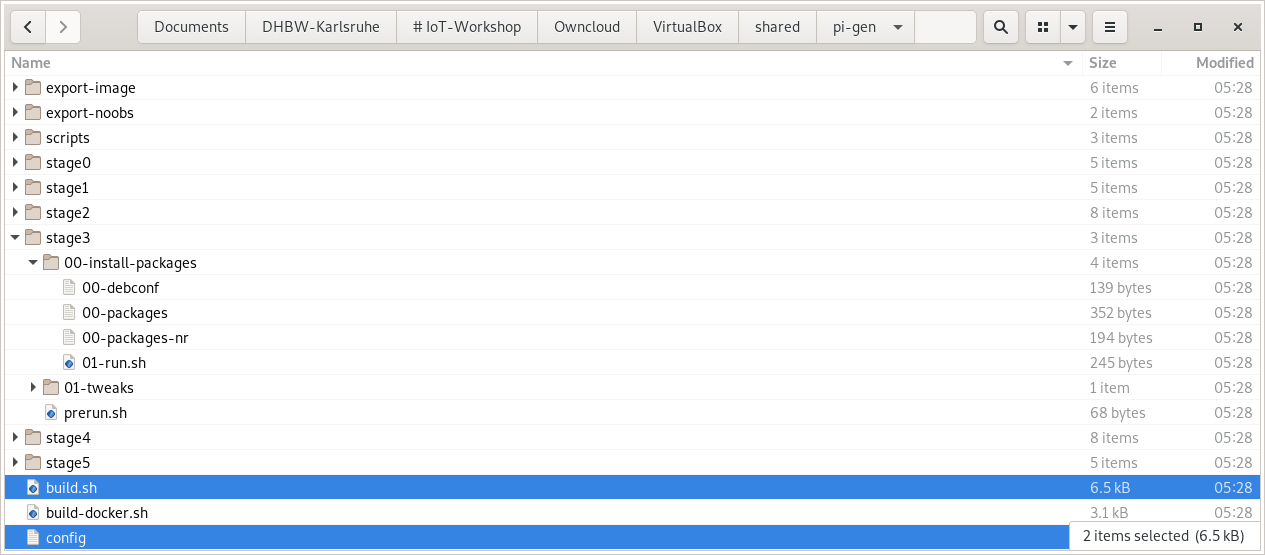 Documents DHBW-Karlsruhe # IoT-Workshop Owncloud VirtualBox shared pi-gen
Name Size Modified
export-image 6 items 05:28
export-noobs 2 items 05:28
scripts 3 items 05:28
stage0 5 items 05:28
stage1 5 items 05:28
stage2 8 items 05:28
stage3 3 items 05:28
00-install-packages 4 items 05:28
00-debconf 139 bytes 05:28
00-packages 352 bytes 05:28
00-packages-nr 194 bytes 05:28
01-run.sh 245 bytes 05:28
01-tweaks 1 item 05:28
prerun.sh 68 bytes 05:28
stage4 8 items 05:28
stage5 5 items 05:28
build.sh 6.5 kB 05:28
build-docker.sh 3.1 kB 05:28
config 2 items selected (6.5 kB)